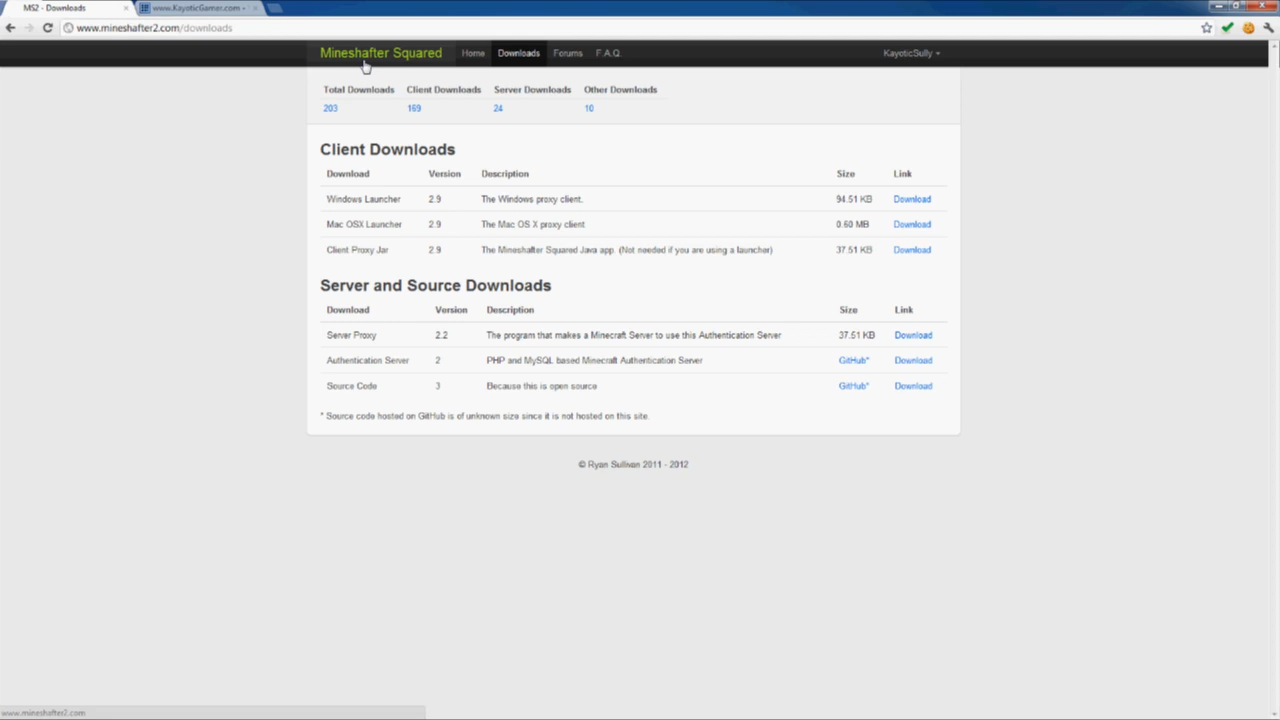 MS2 - Downloads
www.KayoticGamer.com -
www.mineshafter2.com/downloads
Mineshafter Squared Home Downloads Forums F.A.Q. KayoticSully
Total Downloads Client Downloads Server Downloads Other Downloads
203 169 24 10
Client Downloads
Download Version Description Size Link
Windows Launcher 2.9 The Windows proxy client. 94.51 KB Download
Mac OSX Launcher 2.9 The Mac OS X proxy client 0.60 MB Download
Client Proxy Jar 2.9 The Mineshafter Squared Java app. (Not needed if you are using a launcher) 37.51 KB Download
Server and Source Downloads
Download Version Description Size Link
Server Proxy 2.2 The program that makes a Minecraft Server to use this Authentication Server 37.51 KB Download
Authentication Server 2 PHP and MySQL based Minecraft Authentication Server GitHub* Download
Source Code 3 Because this is open source GitHub* Download
* Source code hosted on GitHub is of unknown size since it is not hosted on this site.
© Ryan Sullivan 2011 - 2012
www.mineshafter2.com